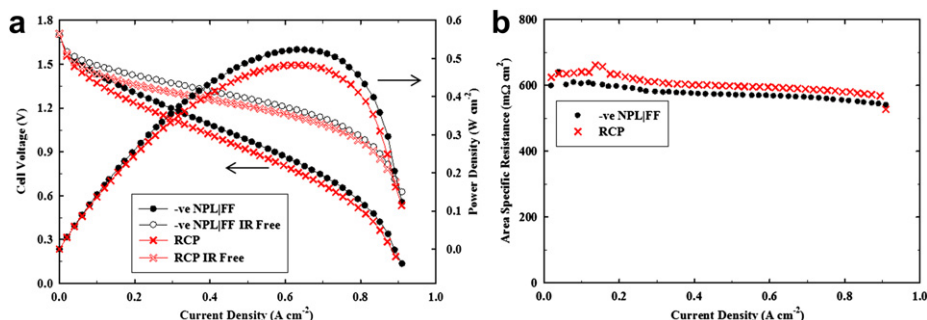 a
b
1.8
1.5
1.2
0.9
0.6
0.3
0.0
Cell Voltage (V)
0.6
0.5
0.4
0.3
0.2
0.1
0.0
Power Density (W cm⁻²)
-ve NPL|FF
-ve NPL|FF IR Free
RCP
RCP IR Free
0.0 0.2 0.4 0.6 0.8 1.0
Current Density (A cm⁻²)
800
600
400
200
0
Area Specific Resistance (mΩ cm²)
-ve NPL|FF
RCP
0.0 0.2 0.4 0.6 0.8 1.0
Current Density (A cm⁻²)